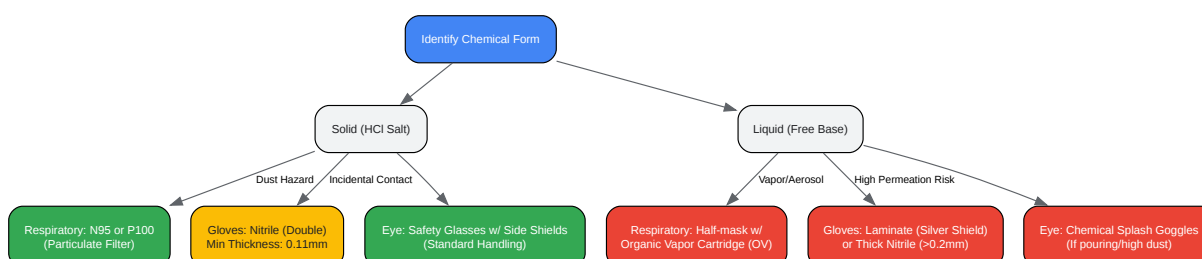 Identify Chemical Form
Solid (HCl Salt)
Liquid (Free Base)
Dust Hazard
Incidental Contact
Vapor/Aerosol
High Permeation Risk
Respiratory: N95 or P100
(Particulate Filter)
Gloves: Nitrile (Double)
Min Thickness: 0.11mm
Eye: Safety Glasses w/ Side Shields
(Standard Handling)
Respiratory: Half-mask w/
Organic Vapor Cartridge (OV)
Gloves: Laminate (Silver Shield)
or Thick Nitrile (>0.2mm)
Eye: Chemical Splash Goggles
(If pouring/high dust)